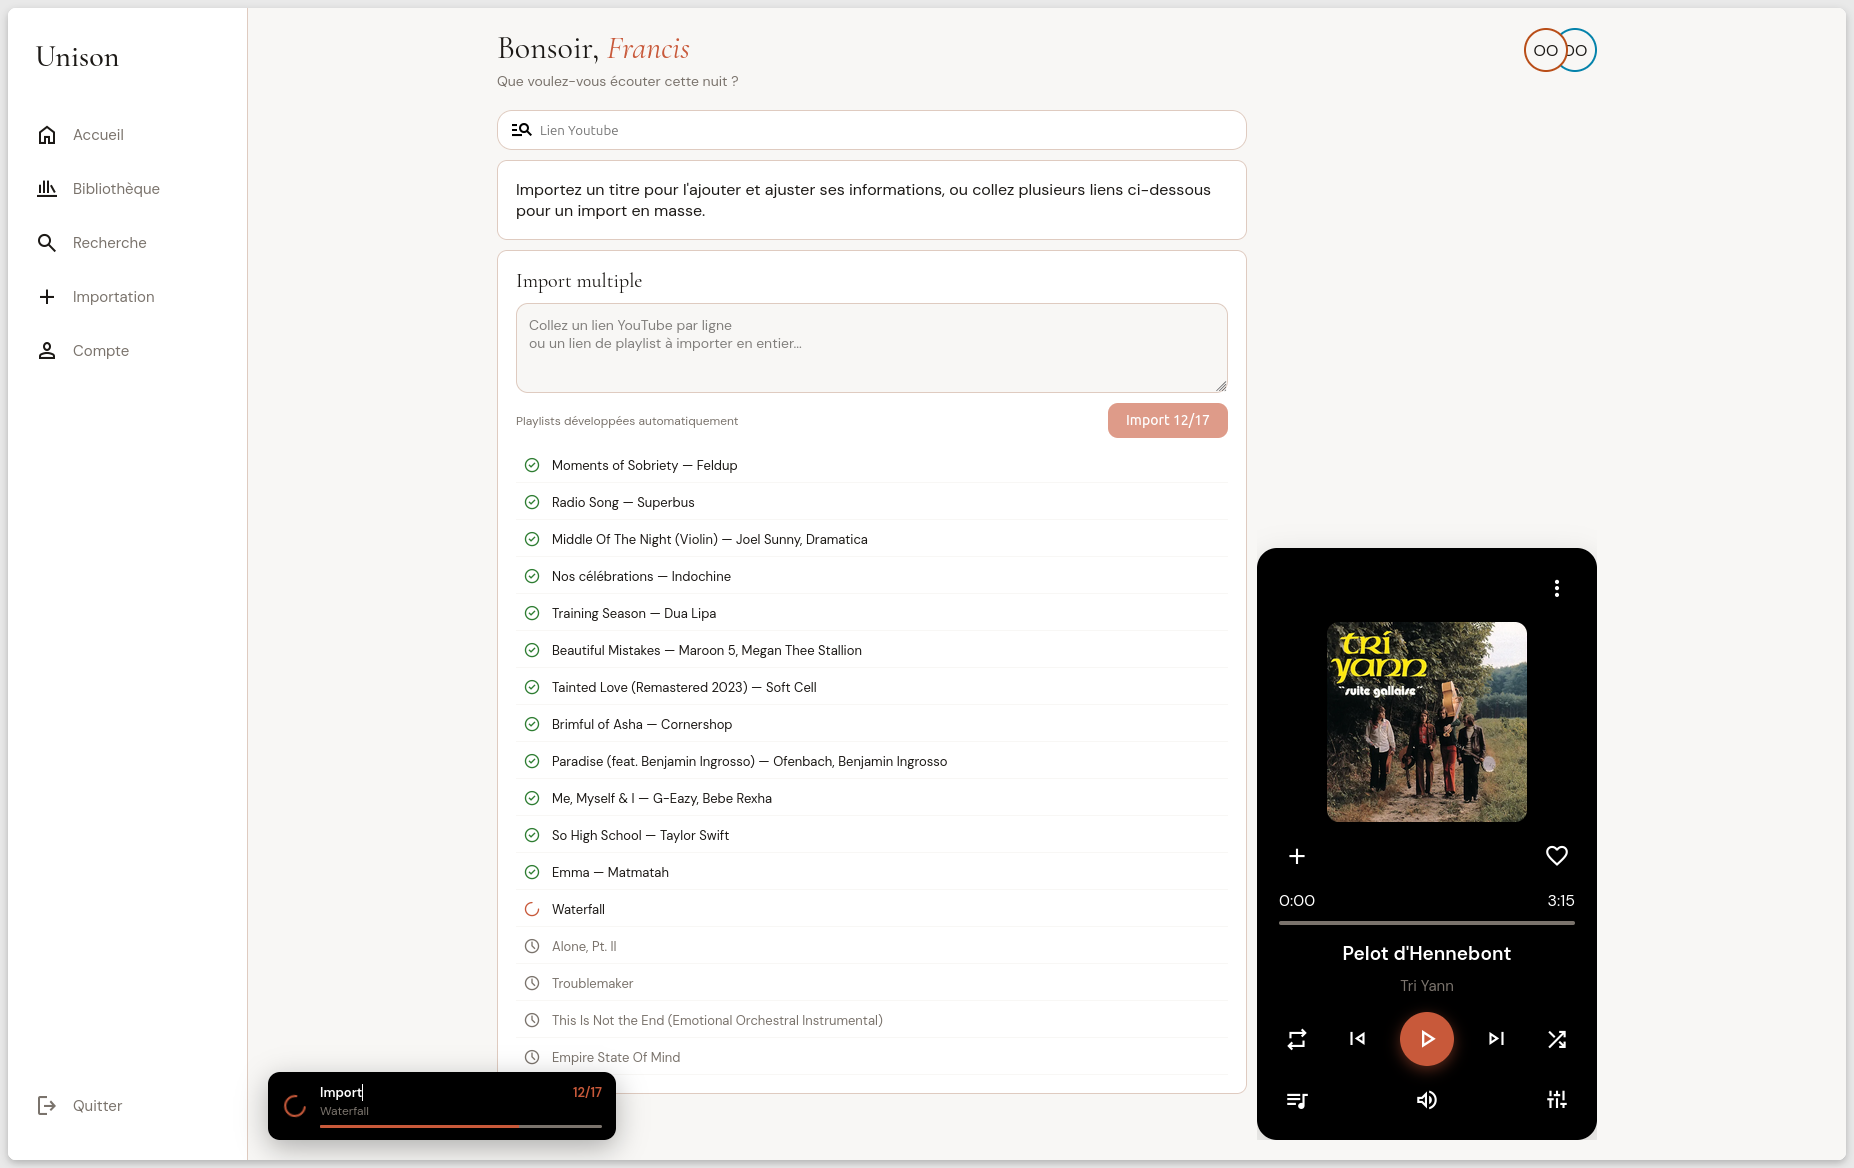 Unison
Accueil
Bibliothèque
Recherche
Importation
Compte
Quitter
Bonsoir, Francis
Que voulez-vous écouter cette nuit ?
OO
OO
Lien Youtube
Importez un titre pour l'ajouter et ajuster ses informations, ou collez plusieurs liens ci-dessous
pour un import en masse.
Import multiple
Collez un lien YouTube par ligne
ou un lien de playlist à importer en entier...
Playlists développées automatiquement
Import 12/17
Moments of Sobriety — Feldup
Radio Song — Superbus
Middle Of The Night (Violin) — Joel Sunny, Dramatica
Nos célébrations — Indochine
Training Season — Dua Lipa
Beautiful Mistakes — Maroon 5, Megan Thee Stallion
Tainted Love (Remastered 2023) — Soft Cell
Brimful of Asha — Cornershop
Paradise (feat. Benjamin Ingrosso) — Ofenbach, Benjamin Ingrosso
Me, Myself & I — G-Eazy, Bebe Rexha
So High School — Taylor Swift
Emma — Matmatah
Waterfall
Alone, Pt. II
Troublemaker
This Is Not the End (Emotional Orchestral Instrumental)
Empire State Of Mind
Import 12/17
Waterfall
tri
yann
"suite gallaise"
0:00 3:15
Pelot d'Hennebont
Tri Yann